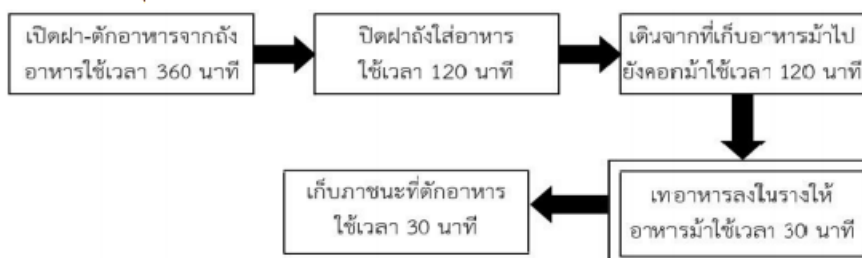 เปิดฝา-ตักอาหารจากถัง
อาหารใช้เวลา 360 นาที
ปิดฝาถังใส่อาหาร
ใช้เวลา 120 นาที
เดินจากที่เก็บอาหารม้าไป
ยังคอกม้าใช้เวลา 120 นาที
เทอาหารลงในรางให้
อาหารม้าใช้เวลา 30 นาที
เก็บภาชนะที่ตักอาหาร
ใช้เวลา 30 นาที